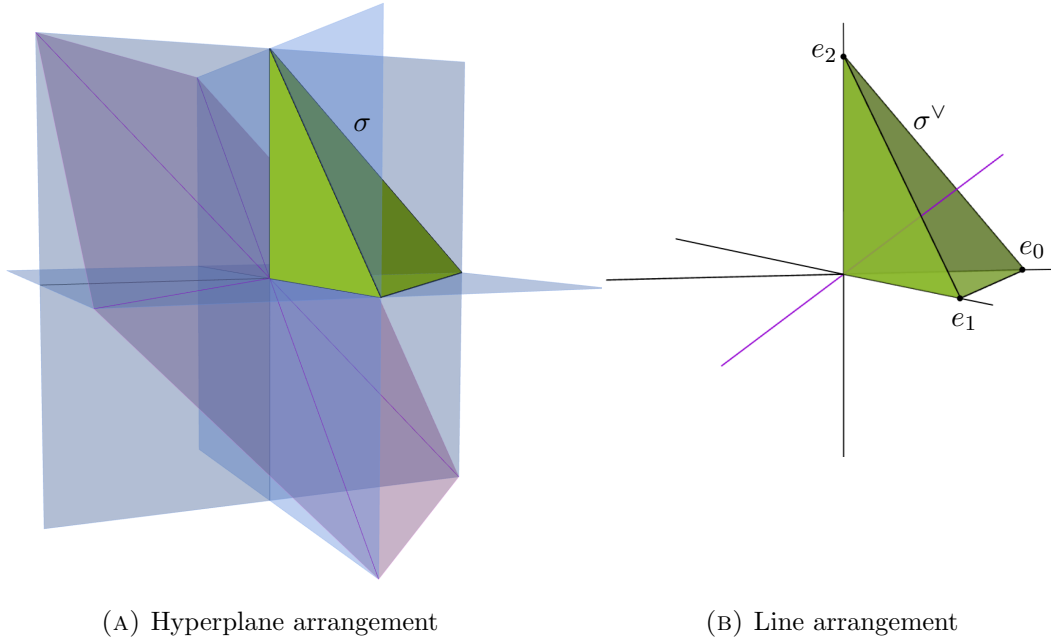 σ
e₂
σ^∨
e₀
e₁
(A) Hyperplane arrangement
(B) Line arrangement